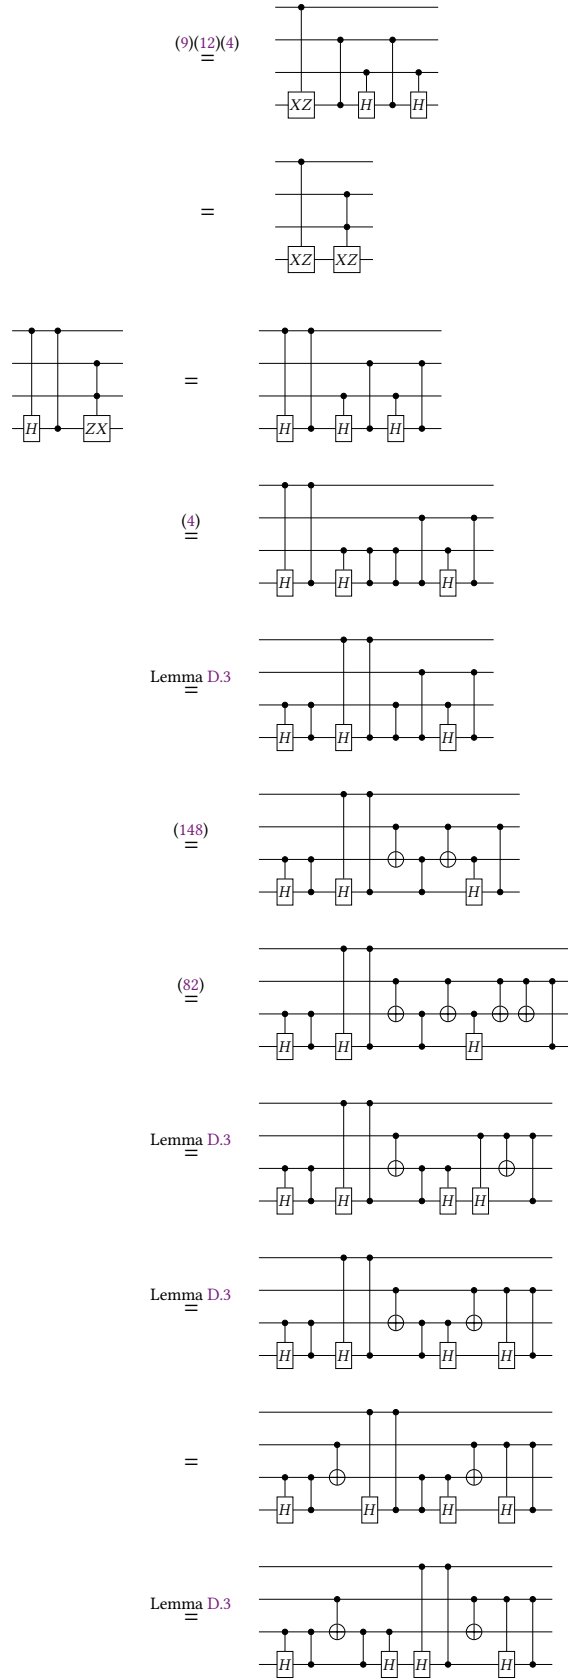 (9)(12)(4)
=
XZ H H
=
XZ XZ
H ZX = H H H
(4)
=
H H H
Lemma D.3
=
H H H
(148)
=
H H H
(82)
=
H H H
Lemma D.3
=
H H H H
Lemma D.3
=
H H H H
=
H H H H
Lemma D.3
=
H H H H